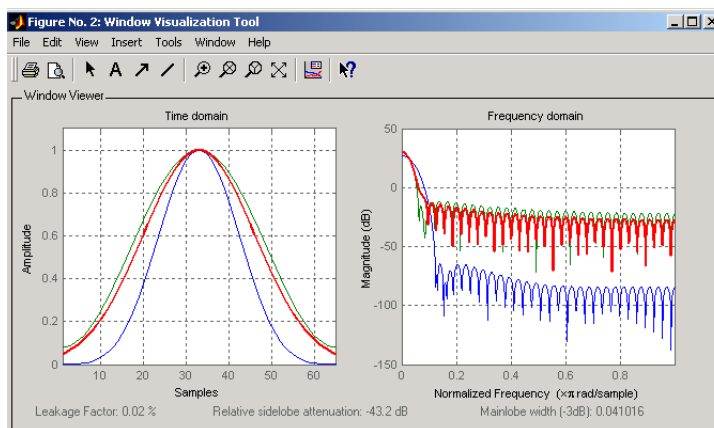 Figure No. 2: Window Visualization Tool
File Edit View Insert Tools Window Help
A
Window Viewer
Time domain
Frequency domain
1
0.8
0.6
0.4
0.2
0
Amplitude
10 20 30 40 50 60
Samples
50
0
-50
-100
-150
Magnitude (dB)
0 0.2 0.4 0.6 0.8
Normalized Frequency (×π rad/sample)
Leakage Factor: 0.02 %
Relative sidelobe attenuation: -43.2 dB
Mainlobe width (-3dB): 0.041016